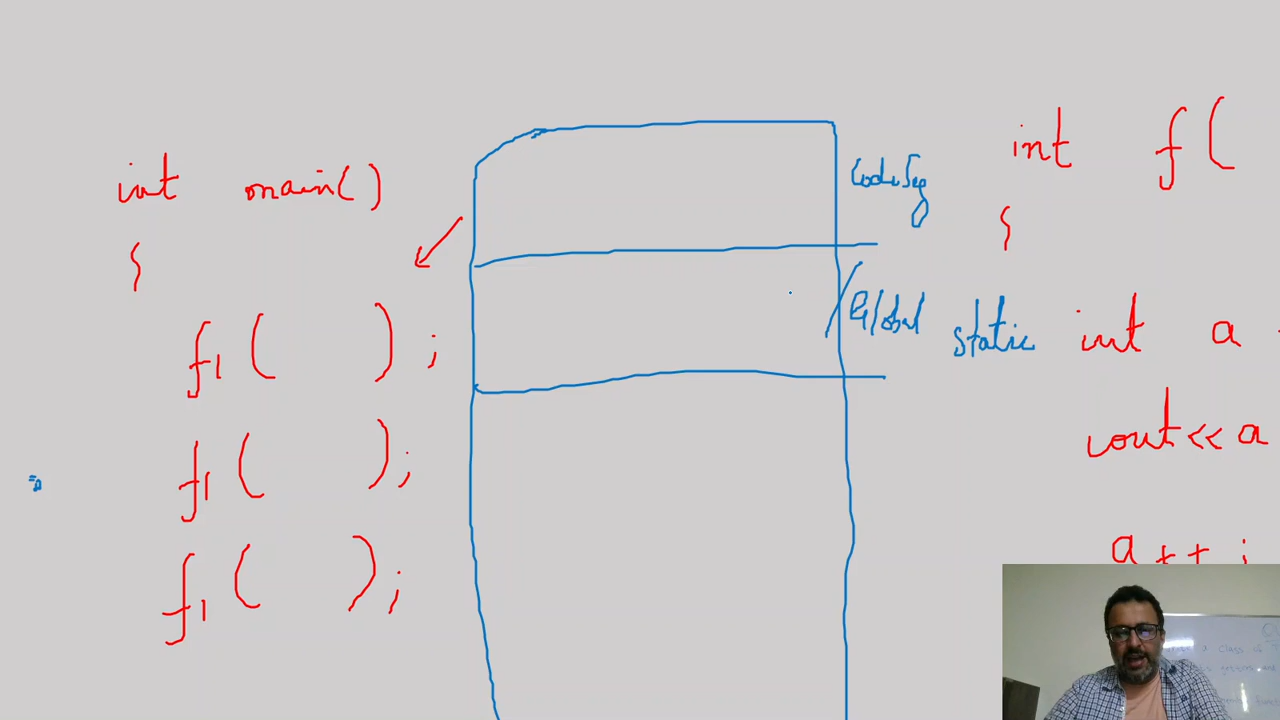 int main()
{
f1( );
f1( );
f1( );
CodeSeg
Global
int f(
{
static int a
cout<<a
a++;